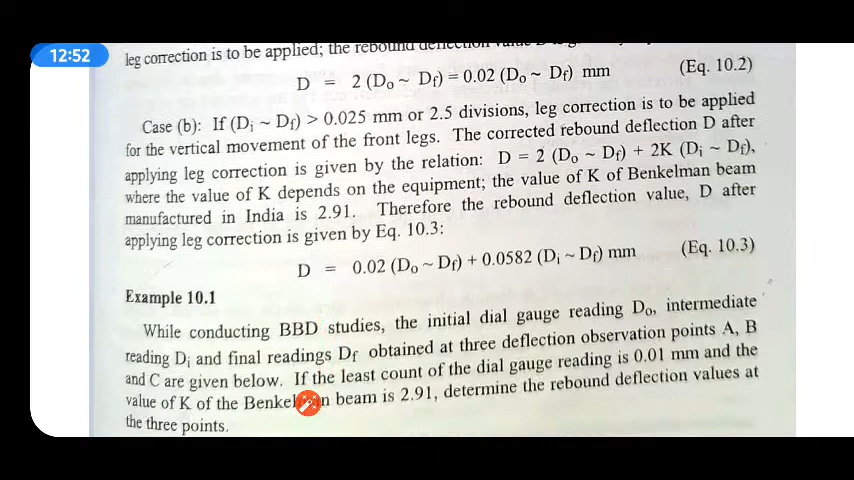 12:52
leg correction is to be applied; the rebound deflection value D is
D = 2 (Do ~ Df) = 0.02 (Do ~ Df) mm (Eq. 10.2)
Case (b): If (Di ~ Df) > 0.025 mm or 2.5 divisions, leg correction is to be applied
for the vertical movement of the front legs. The corrected rebound deflection D after
applying leg correction is given by the relation: D = 2 (Do ~ Df) + 2K (Di ~ Df),
where the value of K depends on the equipment; the value of K of Benkelman beam
manufactured in India is 2.91. Therefore the rebound deflection value, D after
applying leg correction is given by Eq. 10.3:
D = 0.02 (Do ~ Df) + 0.0582 (Di ~ Df) mm (Eq. 10.3)
Example 10.1
While conducting BBD studies, the initial dial gauge reading Do, intermediate
reading Di and final readings Df obtained at three deflection observation points A, B
and C are given below. If the least count of the dial gauge reading is 0.01 mm and the
value of K of the Benkelman beam is 2.91, determine the rebound deflection values at
the three points.